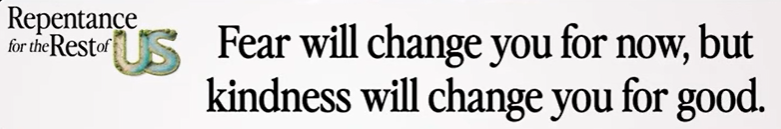 Repentance
for the Rest of
US
Fear will change you for now, but
kindness will change you for good.